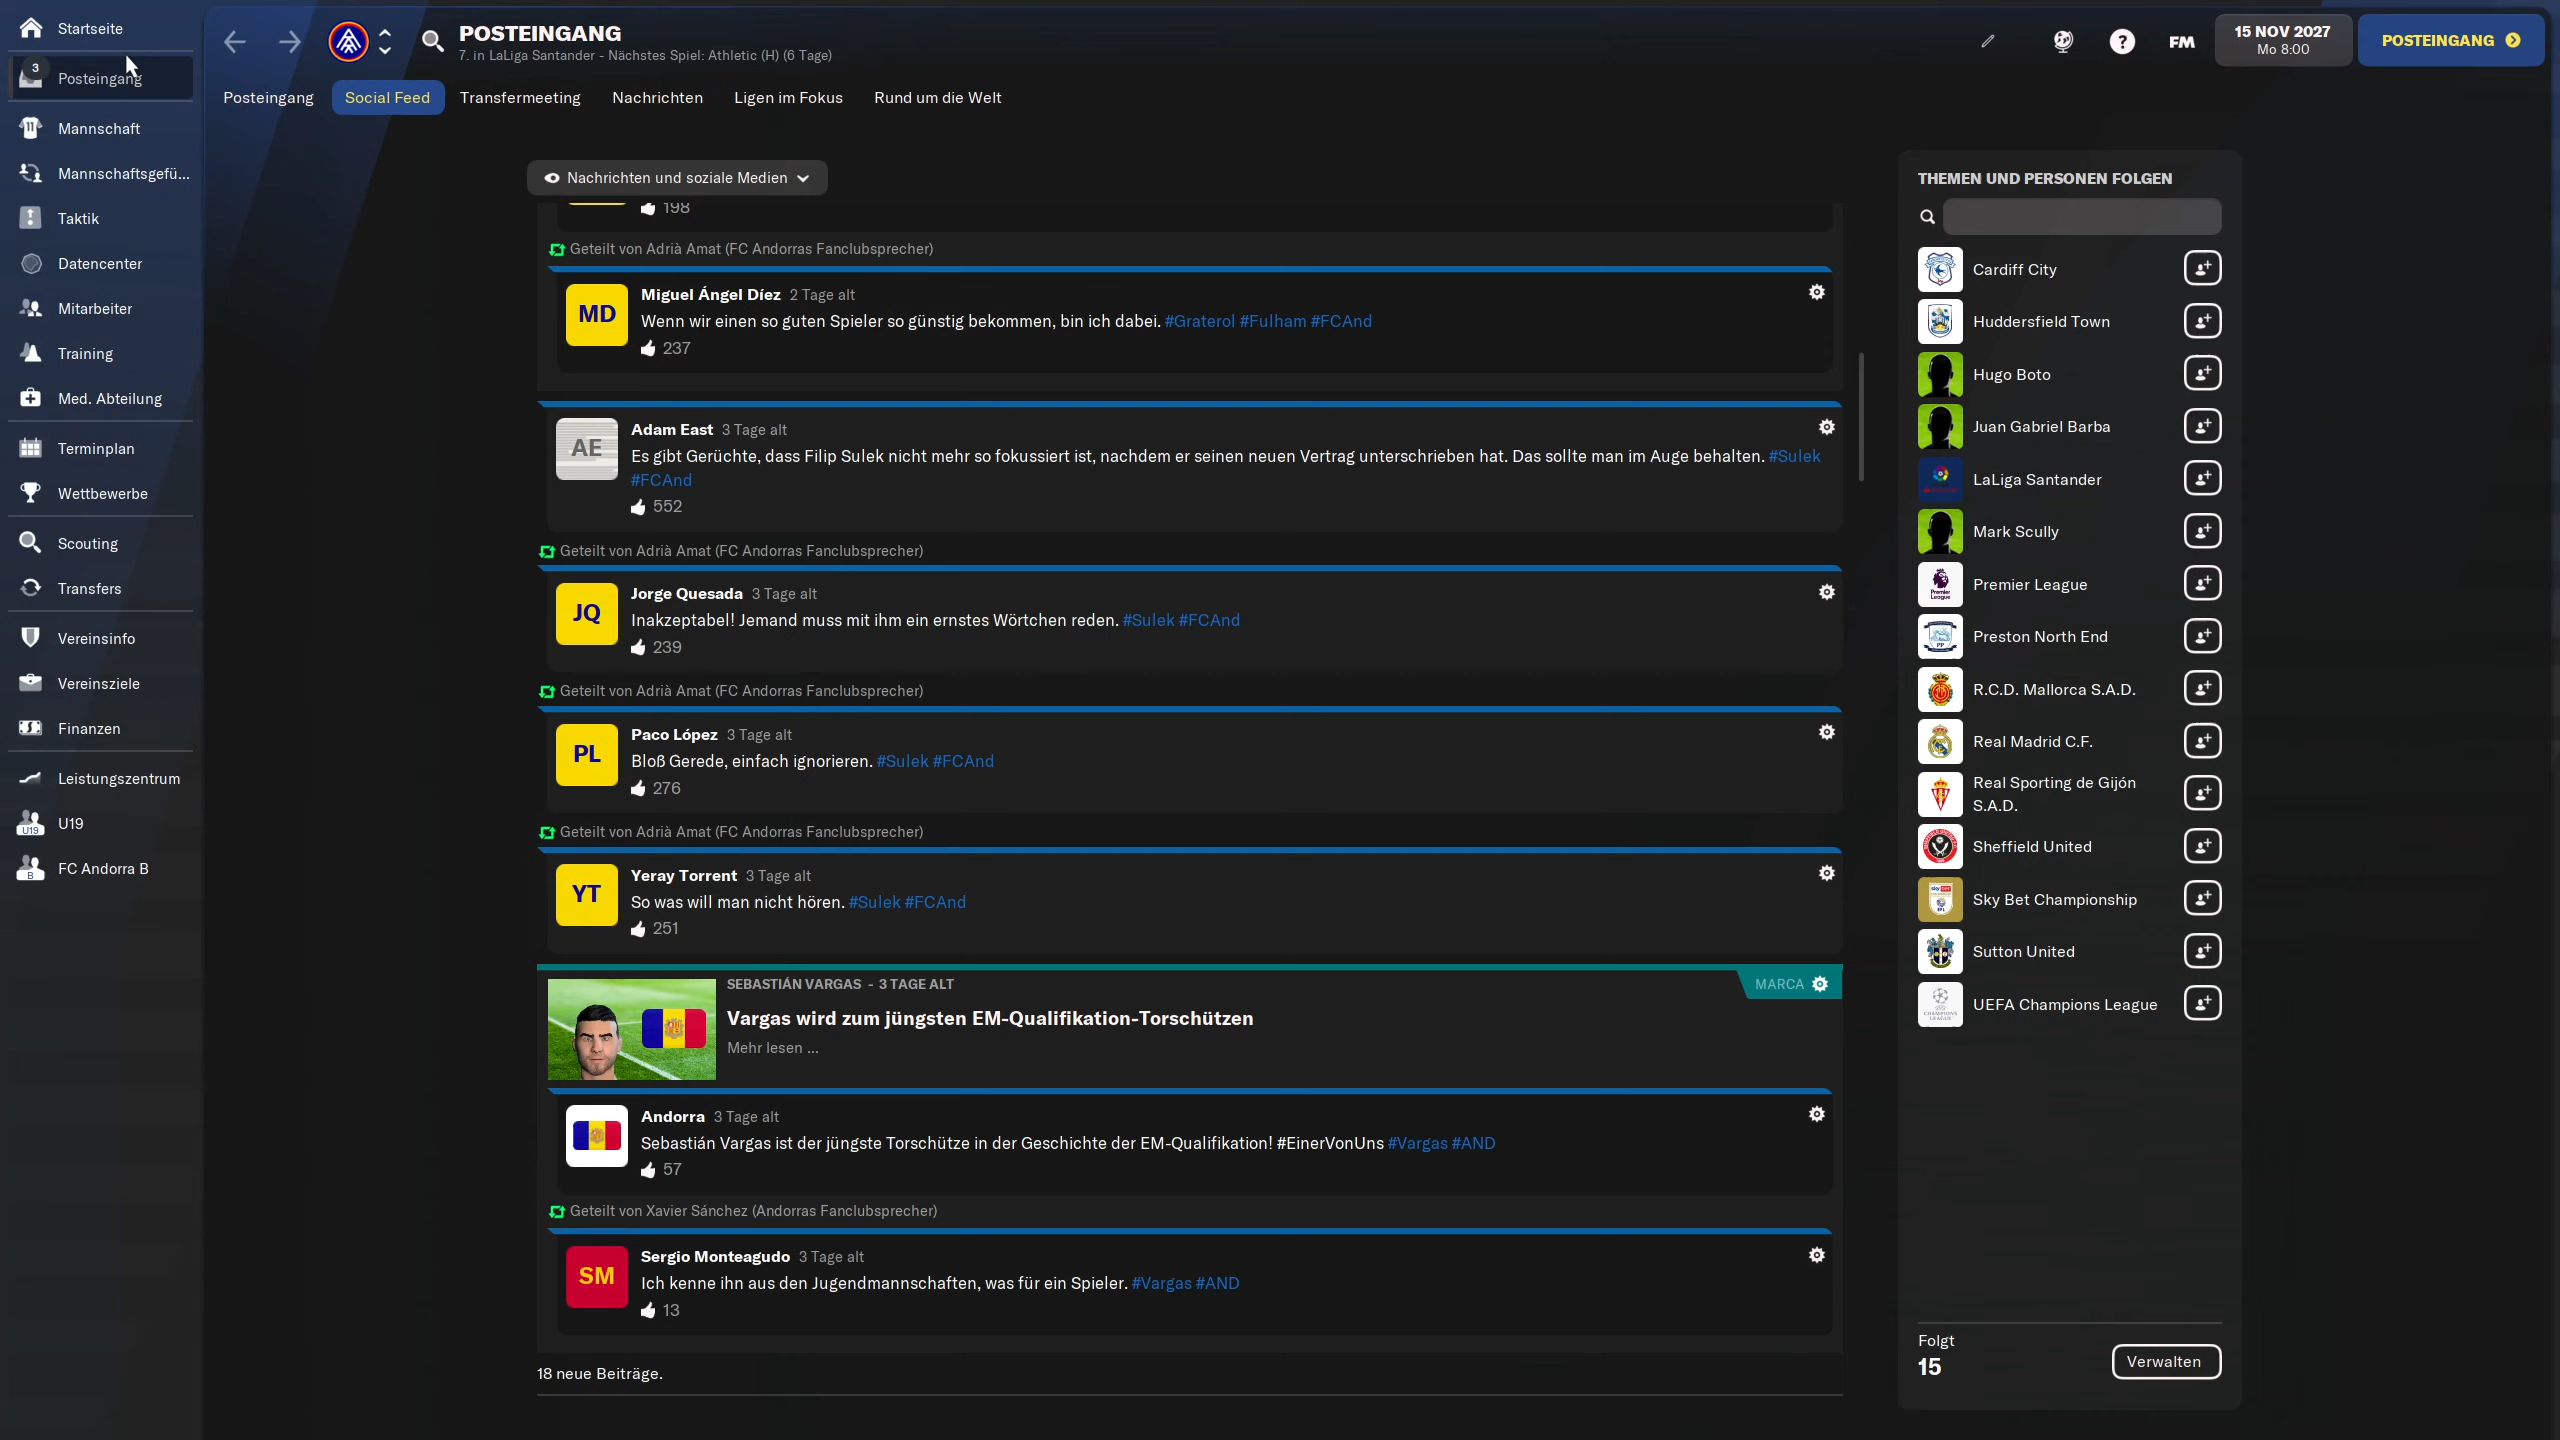 Startseite
3
Posteingang
Mannschaft
Mannschaftsgefü...
Taktik
Datencenter
Mitarbeiter
Training
Med. Abteilung
Terminplan
Wettbewerbe
Scouting
Transfers
Vereinsinfo
Vereinsziele
Finanzen
Leistungszentrum
U19
U19
B
FC Andorra B
POSTEINGANG
7. in LaLiga Santander - Nächstes Spiel: Athletic (H) (6 Tage)
FM
15 NOV 2027
Mo 8:00
POSTEINGANG
Posteingang
Social Feed
Transfermeeting
Nachrichten
Ligen im Fokus
Rund um die Welt
Nachrichten und soziale Medien
198
Geteilt von Adrià Amat (FC Andorras Fanclubsprecher)
MD
Miguel Ángel Díez 2 Tage alt
Wenn wir einen so guten Spieler so günstig bekommen, bin ich dabei. #Graterol #Fulham #FCAnd
237
AE
Adam East 3 Tage alt
Es gibt Gerüchte, dass Filip Sulek nicht mehr so fokussiert ist, nachdem er seinen neuen Vertrag unterschrieben hat. Das sollte man im Auge behalten. #Sulek
#FCAnd
552
Geteilt von Adrià Amat (FC Andorras Fanclubsprecher)
JQ
Jorge Quesada 3 Tage alt
Inakzeptabel! Jemand muss mit ihm ein ernstes Wörtchen reden. #Sulek #FCAnd
239
Geteilt von Adrià Amat (FC Andorras Fanclubsprecher)
PL
Paco López 3 Tage alt
Bloß Gerede, einfach ignorieren. #Sulek #FCAnd
276
Geteilt von Adrià Amat (FC Andorras Fanclubsprecher)
YT
Yeray Torrent 3 Tage alt
So was will man nicht hören. #Sulek #FCAnd
251
SEBASTIÁN VARGAS - 3 TAGE ALT
MARCA
Vargas wird zum jüngsten EM-Qualifikation-Torschützen
Mehr lesen ...
Andorra 3 Tage alt
Sebastián Vargas ist der jüngste Torschütze in der Geschichte der EM-Qualifikation! #EinerVonUns #Vargas #AND
57
Geteilt von Xavier Sánchez (Andorras Fanclubsprecher)
SM
Sergio Monteagudo 3 Tage alt
Ich kenne ihn aus den Jugendmannschaften, was für ein Spieler. #Vargas #AND
13
18 neue Beiträge.
THEMEN UND PERSONEN FOLGEN
Cardiff City
Huddersfield Town
Hugo Boto
Juan Gabriel Barba
LaLiga Santander
Mark Scully
Premier League
Preston North End
R.C.D. Mallorca S.A.D.
Real Madrid C.F.
Real Sporting de Gijón
S.A.D.
Sheffield United
Sky Bet Championship
Sutton United
UEFA Champions League
Folgt
15
Verwalten